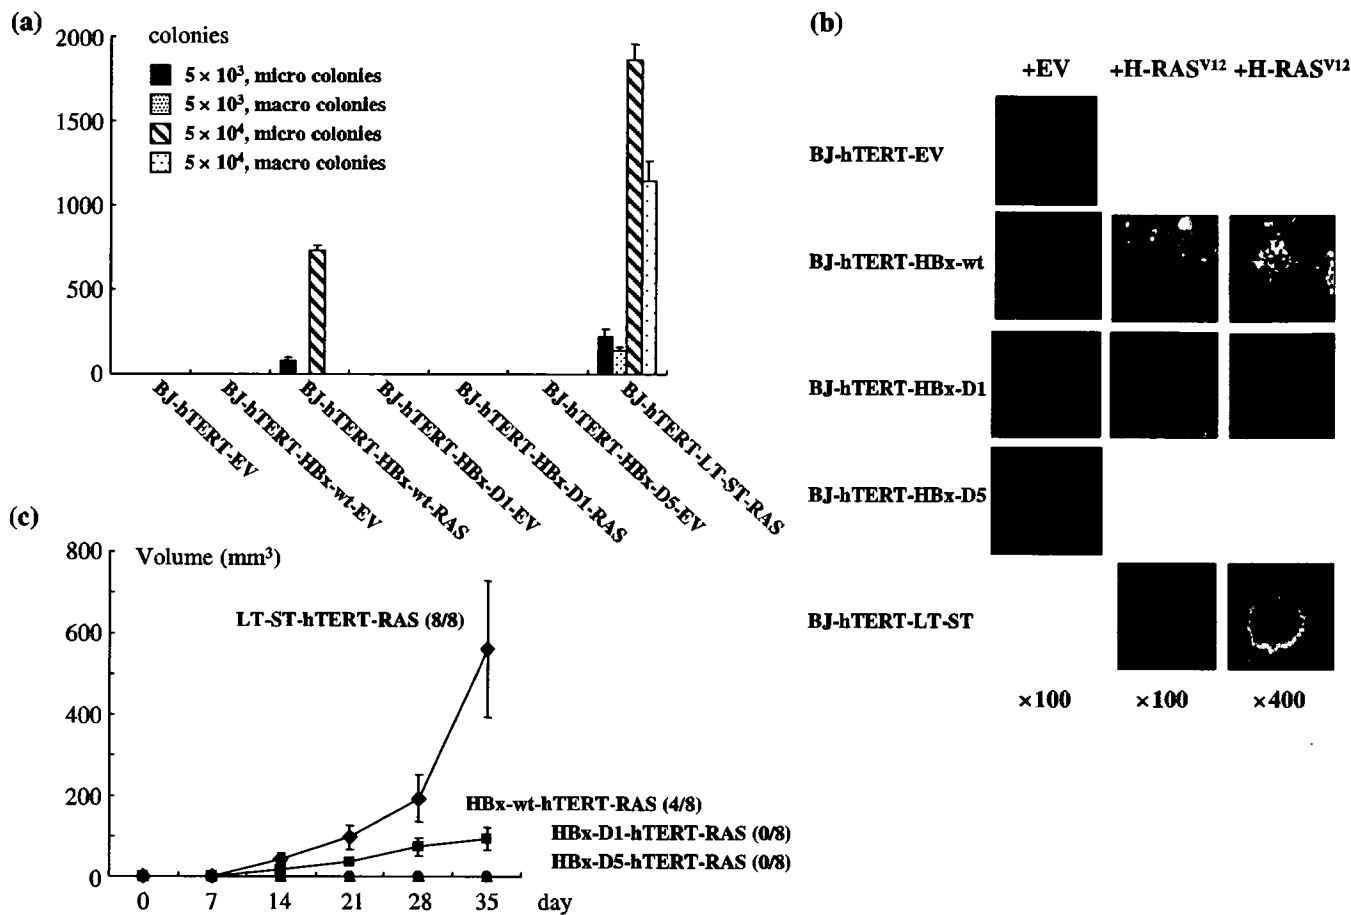 (a)
2000
1500
1000
500
0
colonies
5 × 10³, micro colonies
5 × 10³, macro colonies
5 × 10⁴, micro colonies
5 × 10⁴, macro colonies
BJ-hTERT-EV
BJ-hTERT-HBx-wt-EV
BJ-hTERT-HBx-wt-RAS
BJ-hTERT-HBx-D1-EV
BJ-hTERT-HBx-D1-RAS
BJ-hTERT-HBx-D5-EV
BJ-hTERT-LT-ST-RAS
(b)
+EV +H-RASⱽ¹² +H-RASⱽ¹²
BJ-hTERT-EV
BJ-hTERT-HBx-wt
BJ-hTERT-HBx-D1
BJ-hTERT-HBx-D5
BJ-hTERT-LT-ST
×100 ×100 ×400
(c)
800
600
400
200
0
Volume (mm³)
LT-ST-hTERT-RAS (8/8)
HBx-wt-hTERT-RAS (4/8)
HBx-D1-hTERT-RAS (0/8)
HBx-D5-hTERT-RAS (0/8)
0 7 14 21 28 35 day